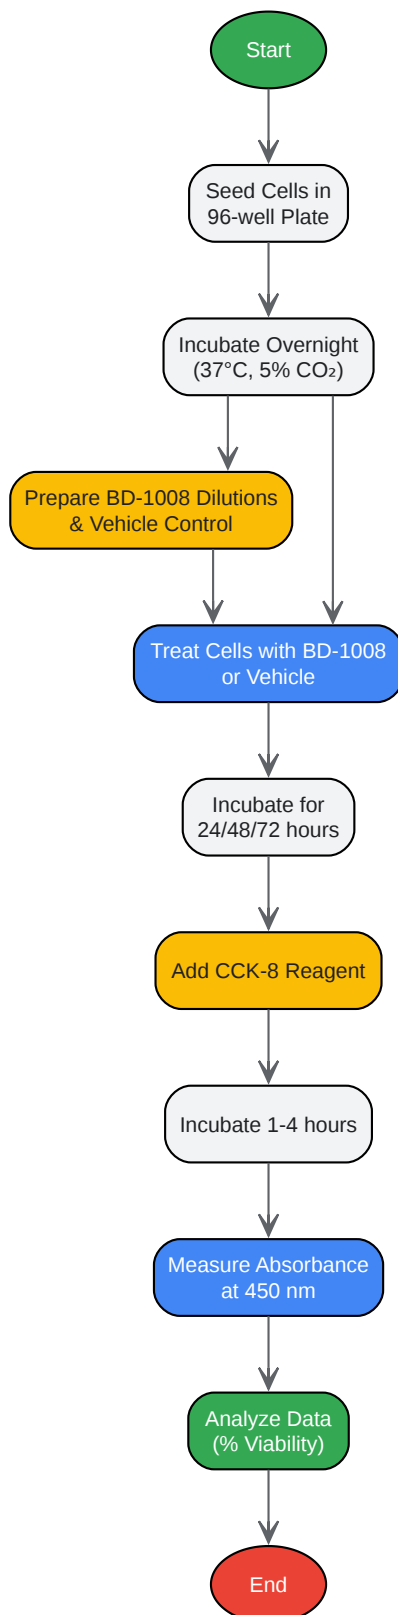 Start
Seed Cells in
96-well Plate
Incubate Overnight
(37°C, 5% CO₂)
Prepare BD-1008 Dilutions
& Vehicle Control
Treat Cells with BD-1008
or Vehicle
Incubate for
24/48/72 hours
Add CCK-8 Reagent
Incubate 1-4 hours
Measure Absorbance
at 450 nm
Analyze Data
(% Viability)
End